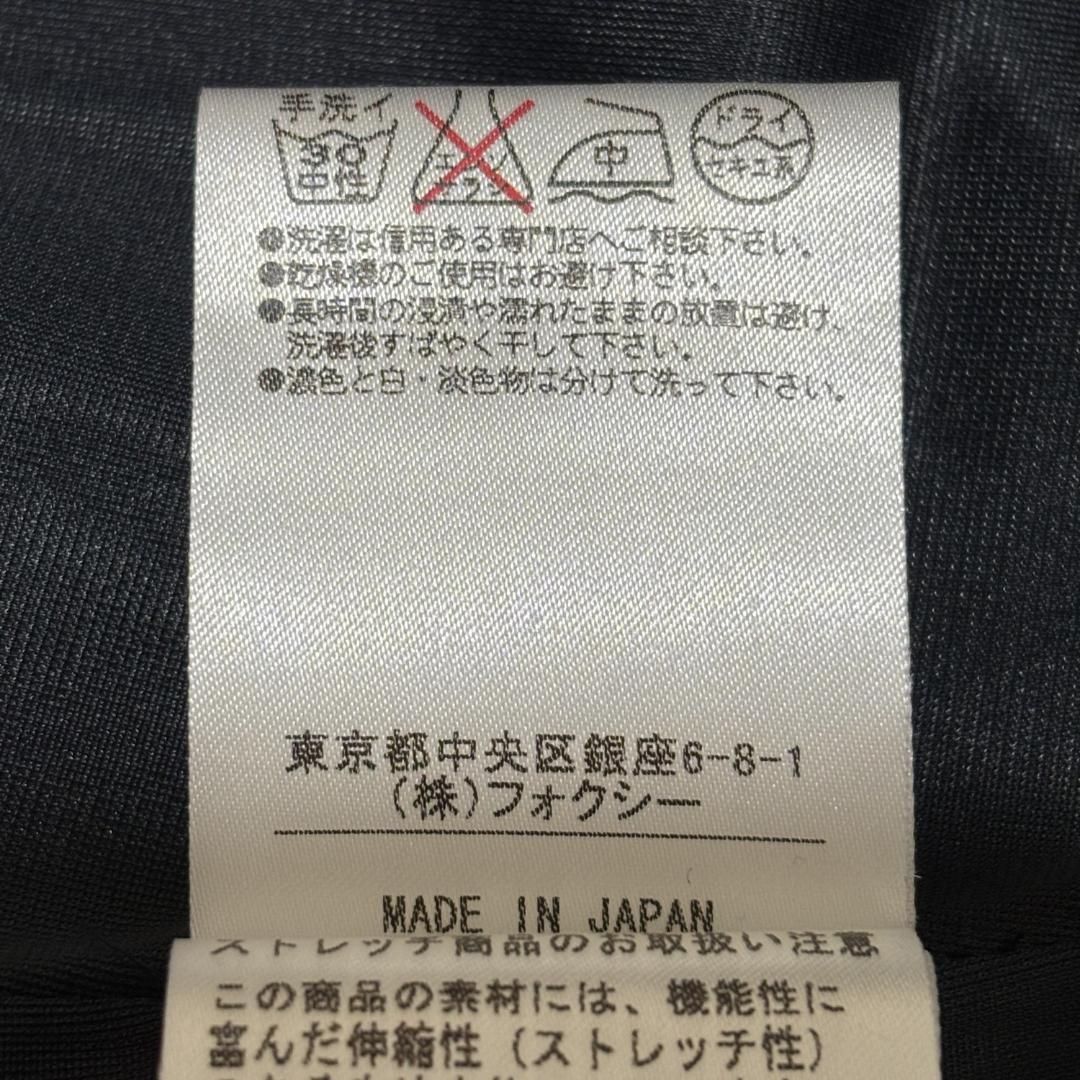 手洗イ
30
中性
エンソ
サラシ
中
ドライ
セキユ系
●洗濯は信用ある専門店へご相談下さい。
●乾燥機のご使用はお避け下さい。
●長時間の浸漬や濡れたままの放置は避け、
洗濯後すばやく干して下さい。
●濃色と白・淡色物は分けて洗って下さい。
東京都中央区銀座6-8-1
(株)フォクシー
MADE IN JAPAN
ストレッチ商品のお取扱い注意
この商品の素材には、機能性に
富んだ伸縮性（ストレッチ性）